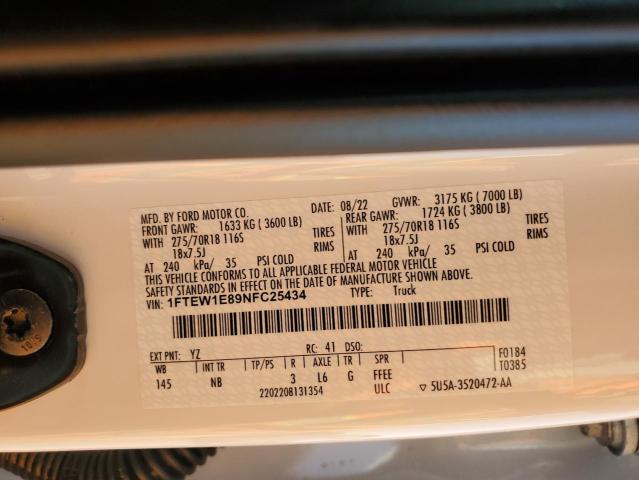 MFD. BY FORD MOTOR CO.
DATE: 08/22 GVWR: 3175 KG ( 7000 LB)
FRONT GAWR: 1633 KG ( 3600 LB) REAR GAWR: 1724 KG ( 3800 LB)
WITH 275/70R18 116S TIRES 275/70R18 116S TIRES
18x7.5J RIMS 18x7.5J RIMS
AT 240 kPa/ 35 PSI COLD AT 240 kPa/ 35 PSI COLD
THIS VEHICLE CONFORMS TO ALL APPLICABLE FEDERAL MOTOR VEHICLE
SAFETY STANDARDS IN EFFECT ON THE DATE OF MANUFACTURE SHOWN ABOVE.
VIN: 1FTEW1E89NFC25434 TYPE: Truck
EXT PNT: YZ RC: 41 DSO:
WB INT TR TP/PS R AXLE TR SPR F0184
145 NB 3 L6 G FFEE T0385
2202208131354 ULC ▽ 5U5A-3520472-AA